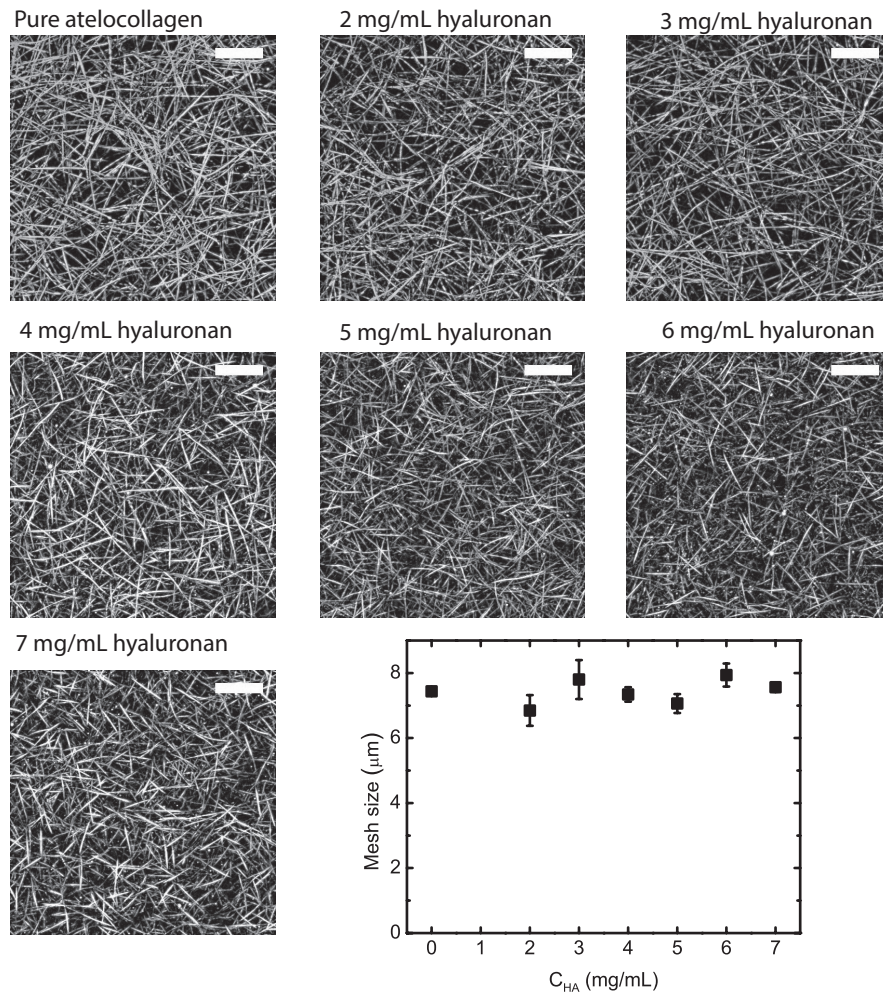 Pure atelocollagen
2 mg/mL hyaluronan
3 mg/mL hyaluronan
4 mg/mL hyaluronan
5 mg/mL hyaluronan
6 mg/mL hyaluronan
7 mg/mL hyaluronan
8
6
4
2
0
Mesh size (μm)
0 1 2 3 4 5 6 7
C_HA (mg/mL)